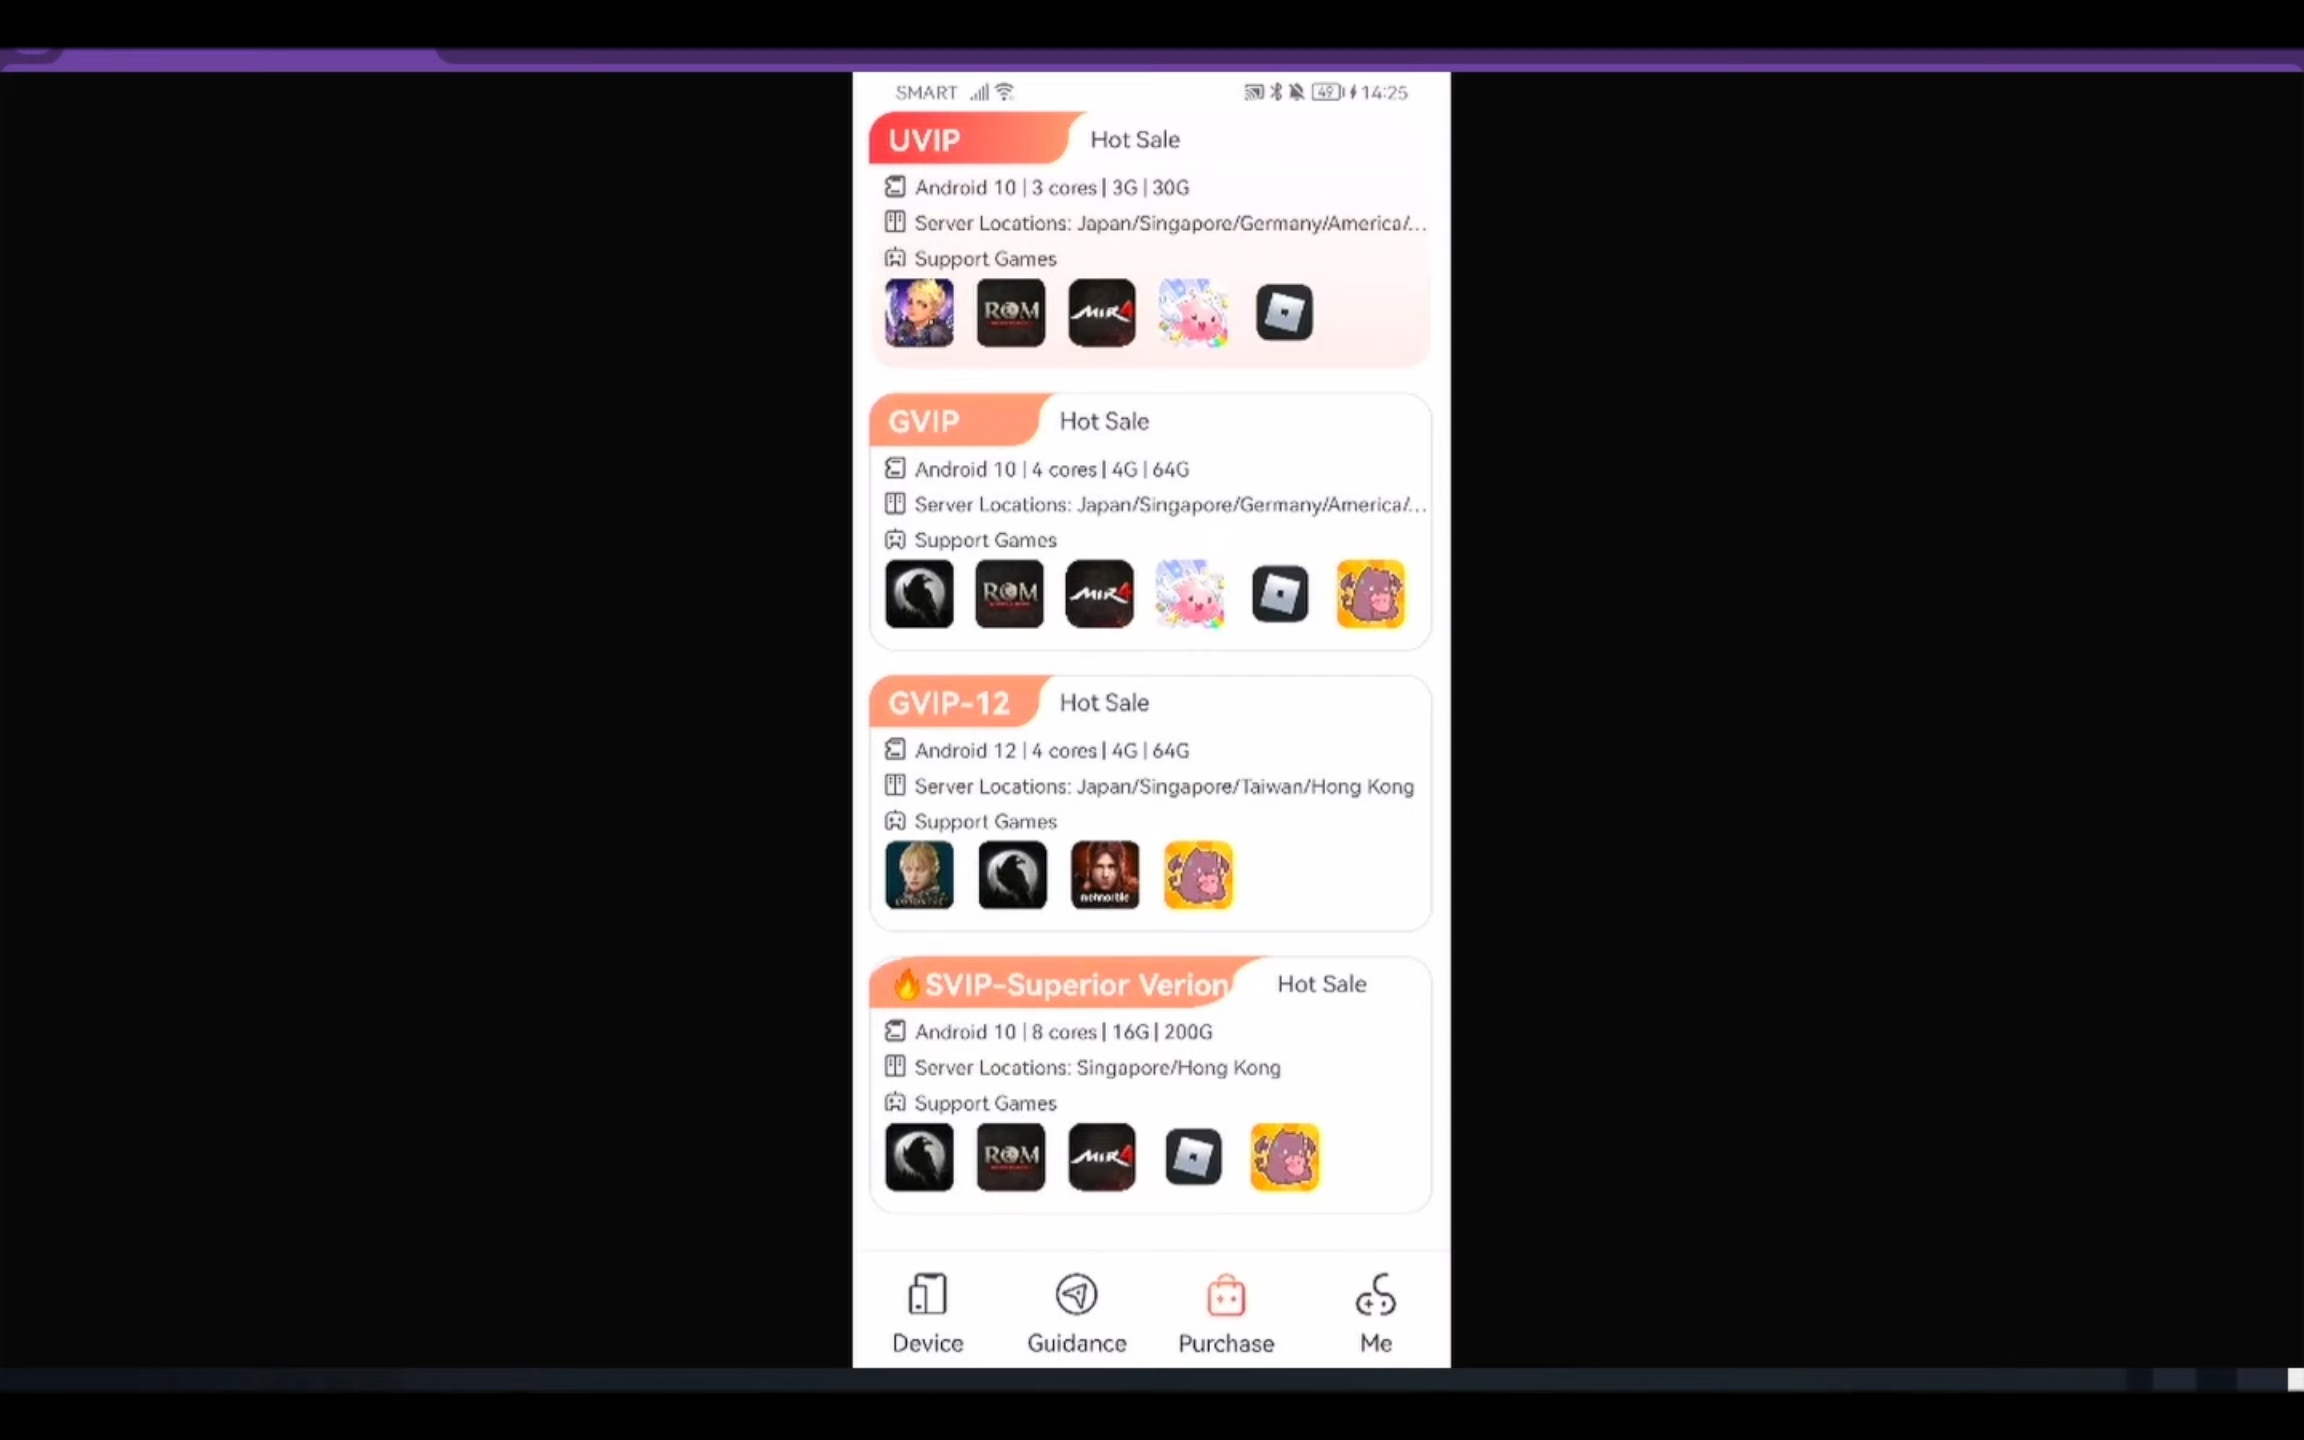 SMART 49 14:25
UVIP Hot Sale
Android 10 | 3 cores | 3G | 30G
Server Locations: Japan/Singapore/Germany/America/...
Support Games
ROM MIR4
GVIP Hot Sale
Android 10 | 4 cores | 4G | 64G
Server Locations: Japan/Singapore/Germany/America/...
Support Games
ROM MIR4
GVIP-12 Hot Sale
Android 12 | 4 cores | 4G | 64G
Server Locations: Japan/Singapore/Taiwan/Hong Kong
Support Games
🔥SVIP-Superior Verion Hot Sale
Android 10 | 8 cores | 16G | 200G
Server Locations: Singapore/Hong Kong
Support Games
ROM MIR4
Device Guidance Purchase Me